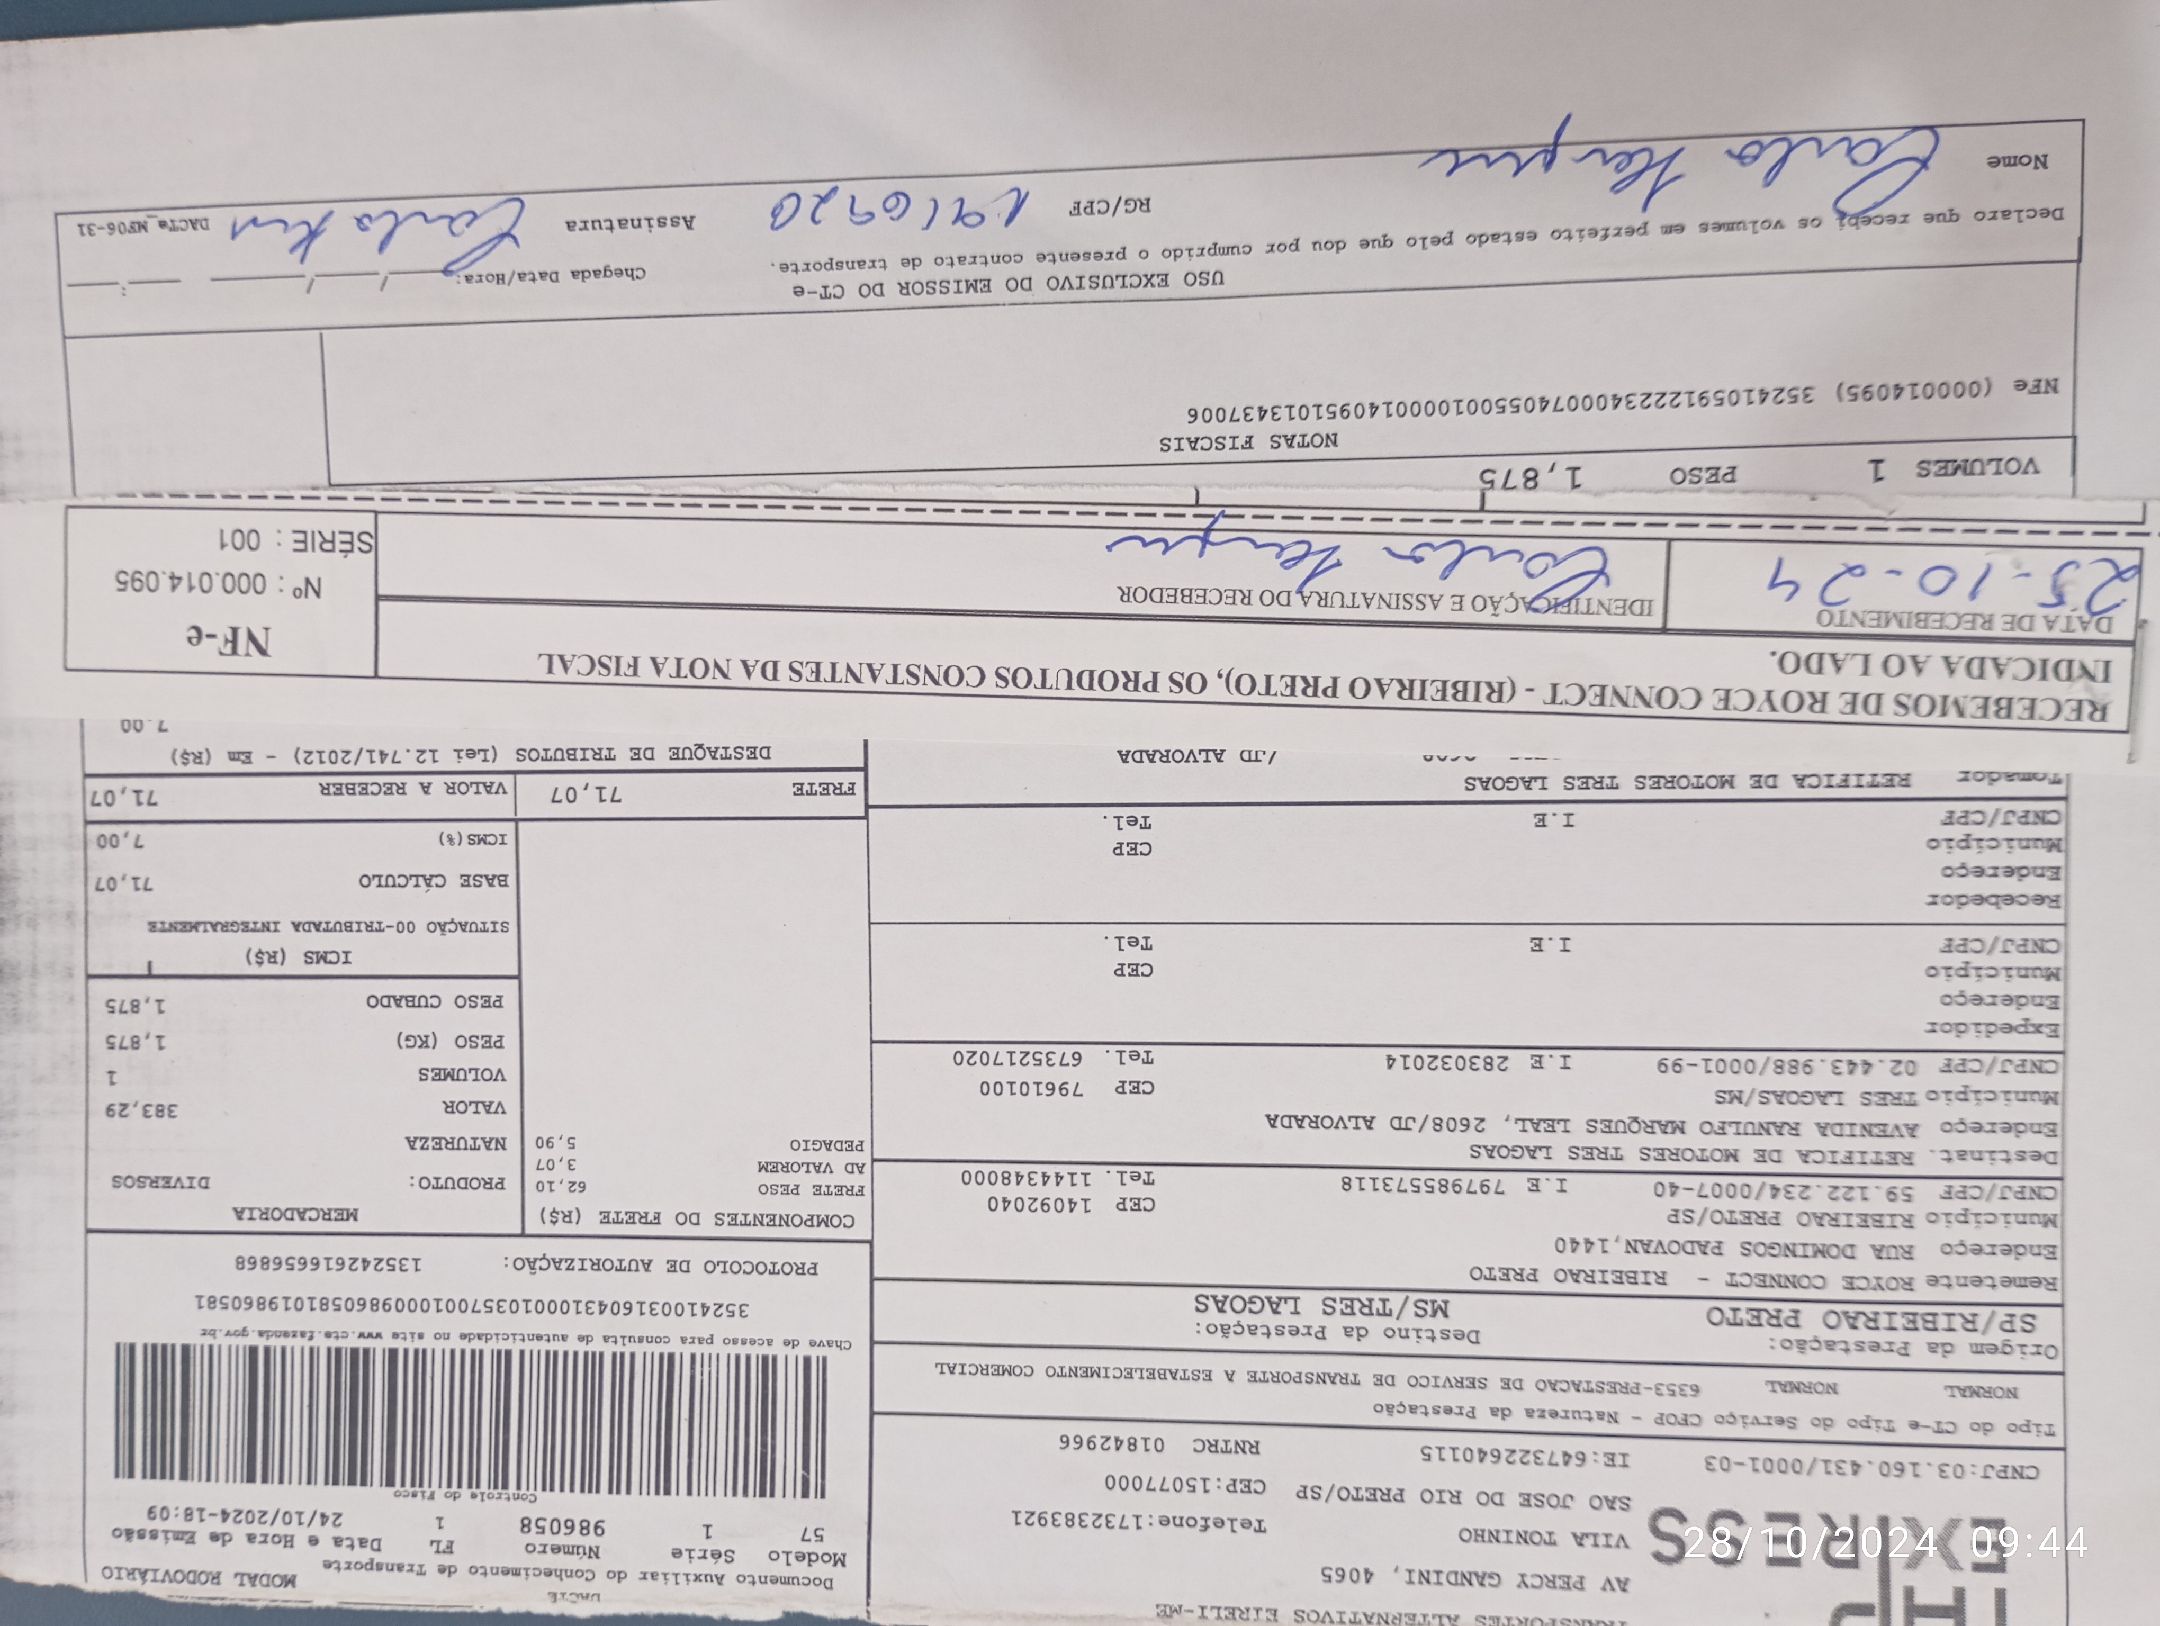 TRANSPORTES ALTERNATIVOS EIRELI-ME
EXPRESS
AV PERCY GANDINI, 4065
VILA TONINHO Telefone:1732383921
SAO JOSE DO RIO PRETO/SP CEP:15077000
CNPJ:03.160.431/0001-03 IE:647322640115 RNTRC 01842966
Tipo do CT-e Tipo do Serviço CFOP - Natureza da Prestação
NORMAL NORMAL 6353-PRESTACAO DE SERVICO DE TRANSPORTE A ESTABELECIMENTO COMERCIAL
Origem da Prestação: Destino da Prestação:
SP/RIBEIRAO PRETO MS/TRES LAGOAS
Remetente ROYCE CONNECT - RIBEIRAO PRETO
Endereço RUA DOMINGOS PADOVAN,1440
Município RIBEIRAO PRETO/SP CEP 14092040
CNPJ/CPF 59.122.234/0007-40 I.E 797985573118 Tel. 1144348000
Destinat. RETIFICA DE MOTORES TRES LAGOAS
Endereço AVENIDA RANULFO MARQUES LEAL, 2608/JD ALVORADA
Município TRES LAGOAS/MS CEP 79610100
CNPJ/CPF 02.443.988/0001-99 I.E 283032014 Tel. 6735217020
Expedidor
Endereço
Município CEP
CNPJ/CPF I.E Tel.
Recebedor
Endereço
Município CEP
CNPJ/CPF I.E Tel.
Tomador RETIFICA DE MOTORES TRES LAGOAS
/JD ALVORADA
DACTE
Documento Auxiliar do Conhecimento de Transporte MODAL RODOVIÁRIO
Modelo Série Número FL Data e Hora de Emissão
57 1 986058 1 24/10/2024-18:09
Controle do Fisco
Chave de acesso para consulta de autenticidade no site www.cte.fazenda.gov.br
35241003160431000103570010009860581019860581
PROTOCOLO DE AUTORIZAÇÃO: 135242616656868
COMPONENTES DO FRETE (R$)
FRETE PESO 62,10
AD VALOREM 3,07
PEDAGIO 5,90
MERCADORIA
PRODUTO: DIVERSOS
NATUREZA
VALOR 383,29
VOLUMES 1
PESO (KG) 1,875
PESO CUBADO 1,875
ICMS (R$)
SITUAÇÃO 00-TRIBUTADA INTEGRALMENTE
BASE CÁLCULO 71,07
ICMS(%) 7,00
FRETE 71,07 VALOR A RECEBER 71,07
DESTAQUE DE TRIBUTOS (Lei 12.741/2012) - Em (R$)
7.00
RECEBEMOS DE ROYCE CONNECT - (RIBEIRAO PRETO), OS PRODUTOS CONSTANTES DA NOTA FISCAL
INDICADA AO LADO.
DATA DE RECEBIMENTO
25-10-24
IDENTIFICAÇÃO E ASSINATURA DO RECEBEDOR
NF-e
Nº : 000.014.095
SÉRIE : 001
VOLUMES 1 PESO 1,875
NOTAS FISCAIS
NFe (000014095) 35241059122234000740550010000140951013437006
USO EXCLUSIVO DO EMISSOR DO CT-e
Declaro que recebi os volumes em perfeito estado pelo que dou por cumprido o presente contrato de transporte.
Chegada Data/Hora: __/__/__ __:__
Nome RG/CPF 1916920 Assinatura DACTe_MF06-31
28/10/2024 09:44